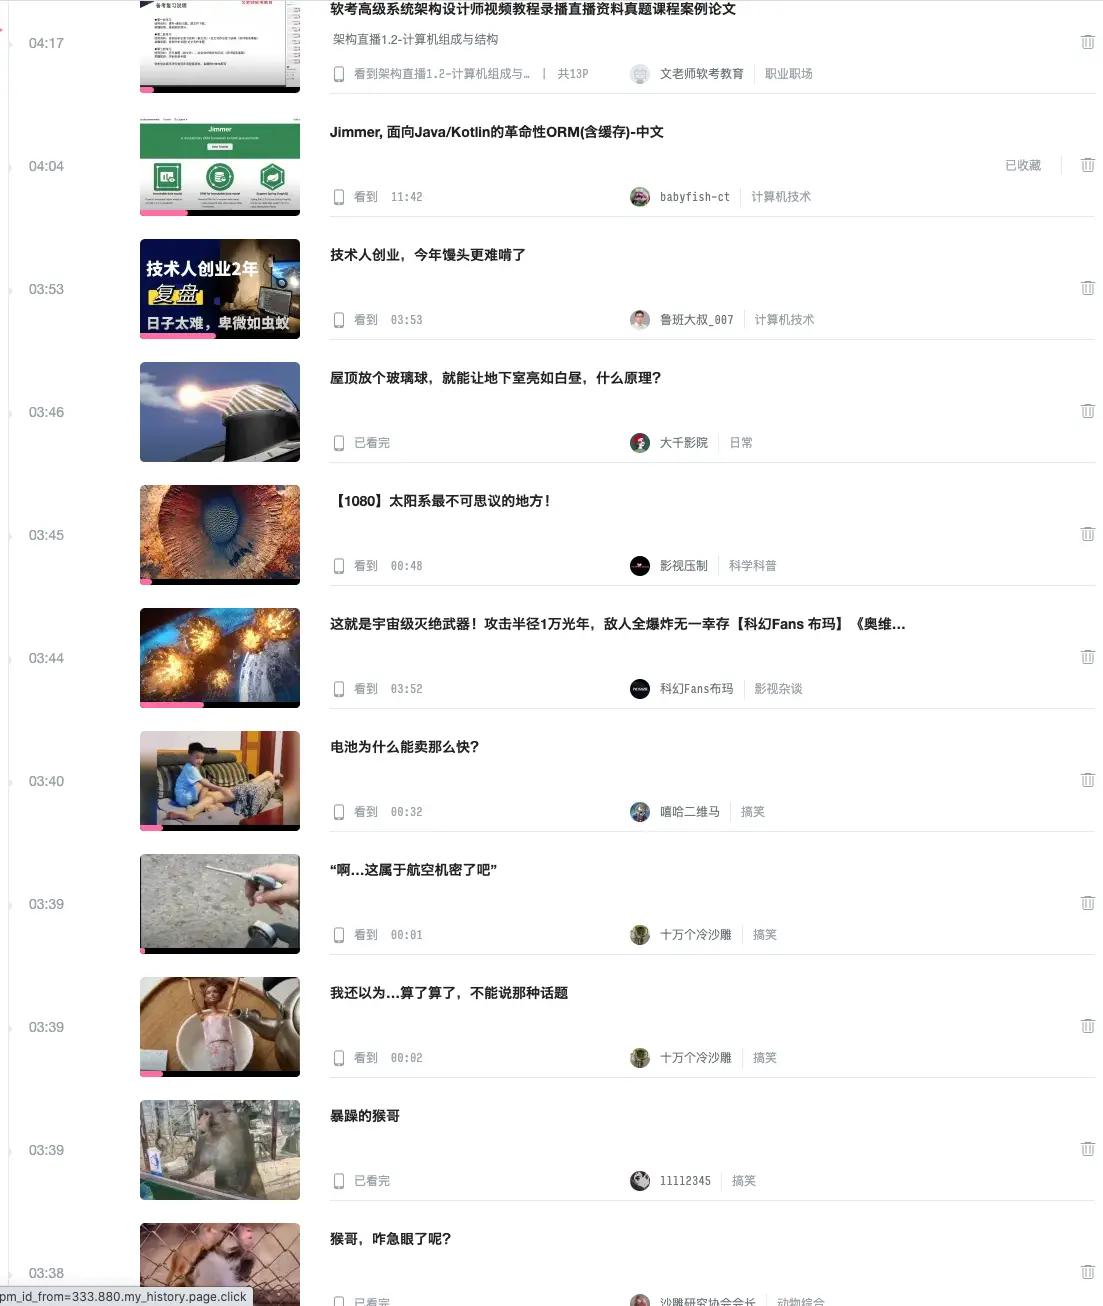 备考复习说明
软考高级系统架构设计师视频教程录播直播资料真题课程案例论文
04:17
架构直播1.2-计算机组成与结构
看到架构直播1.2-计算机组成与… | 共13P
文老师软考教育
职业职场
Jimmer
Jimmer, 面向Java/Kotlin的革命性ORM(含缓存)-中文
04:04
已收藏
看到 11:42
babyfish-ct
计算机技术
技术人创业2年
复盘
日子太难，卑微如虫蚁
技术人创业，今年馒头更难啃了
03:53
看到 03:53
鲁班大叔_007
计算机技术
屋顶放个玻璃球，就能让地下室亮如白昼，什么原理？
03:46
已看完
大千影院
日常
【1080】太阳系最不可思议的地方！
03:45
看到 00:48
影视压制
科学科普
这就是宇宙级灭绝武器！攻击半径1万光年，敌人全爆炸无一幸存【科幻Fans 布玛】《奥维...
03:44
看到 03:52
科幻Fans布玛
影视杂谈
电池为什么能卖那么快？
03:40
看到 00:32
嘻哈二维马
搞笑
“啊…这属于航空机密了吧”
03:39
看到 00:01
十万个冷沙雕
搞笑
我还以为…算了算了，不能说那种话题
03:39
看到 00:02
十万个冷沙雕
搞笑
暴躁的猴哥
03:39
已看完
11112345
搞笑
猴哥，咋急眼了呢？
03:38
已看完
沙雕研究协会会长
动物综合
pm_id_from=333.880.my_history.page.click